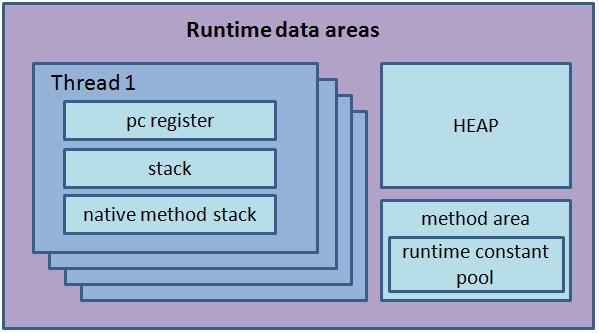 Runtime data areas
Thread 1
pc register
stack
native method stack
HEAP
method area
runtime constant
pool